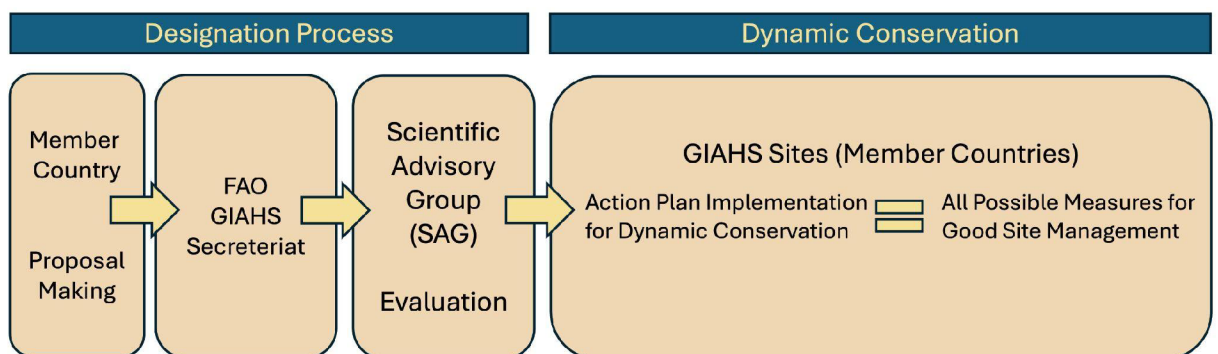 Designation Process
Dynamic Conservation
Member
Country
Proposal
Making
FAO
GIAHS
Secreteriat
Scientific
Advisory
Group
(SAG)
Evaluation
GIAHS Sites (Member Countries)
Action Plan Implementation
for Dynamic Conservation
All Possible Measures for
Good Site Management